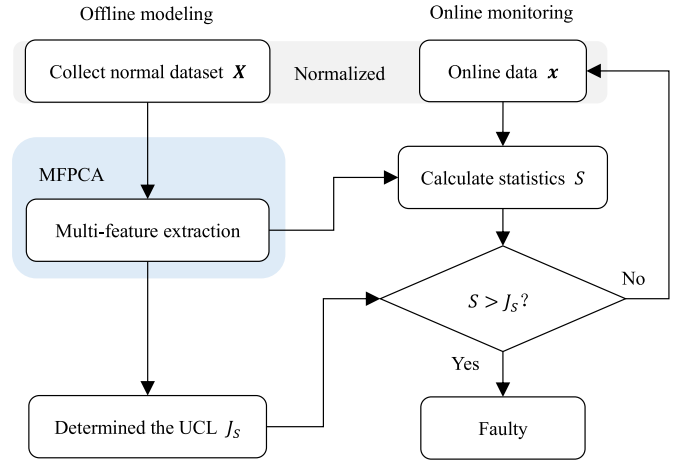 Offline modeling
Online monitoring
Collect normal dataset X
Normalized
Online data x
MFPCA
Calculate statistics S
Multi-feature extraction
S > J_S?
No
Yes
Determined the UCL J_S
Faulty